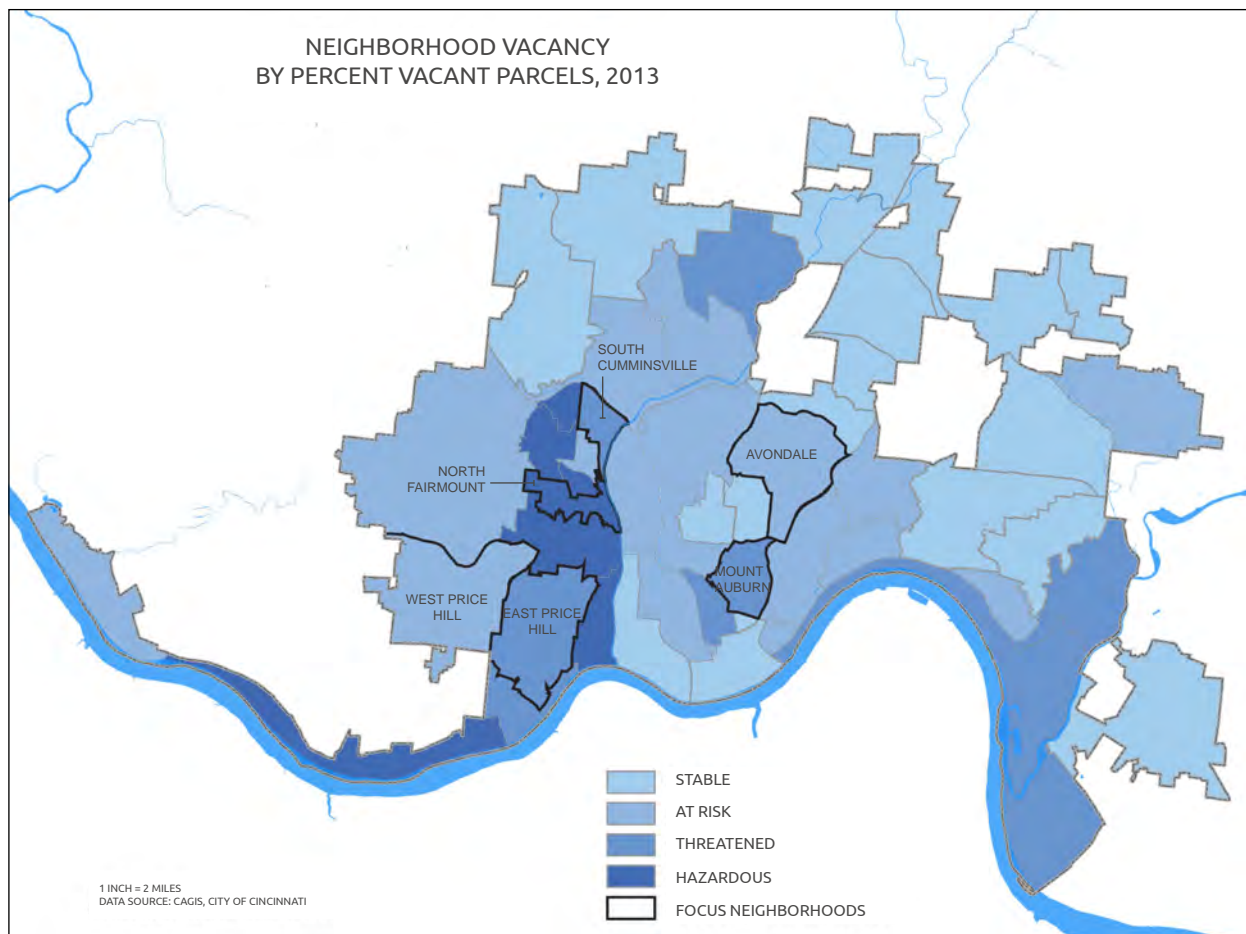 NEIGHBORHOOD VACANCY
BY PERCENT VACANT PARCELS, 2013
SOUTH
CUMMINSVILLE
AVONDALE
NORTH
FAIRMOUNT
MOUNT
AUBURN
WEST PRICE
HILL
EAST PRICE
HILL
STABLE
AT RISK
THREATENED
HAZARDOUS
FOCUS NEIGHBORHOODS
1 INCH = 2 MILES
DATA SOURCE: CAGIS, CITY OF CINCINNATI